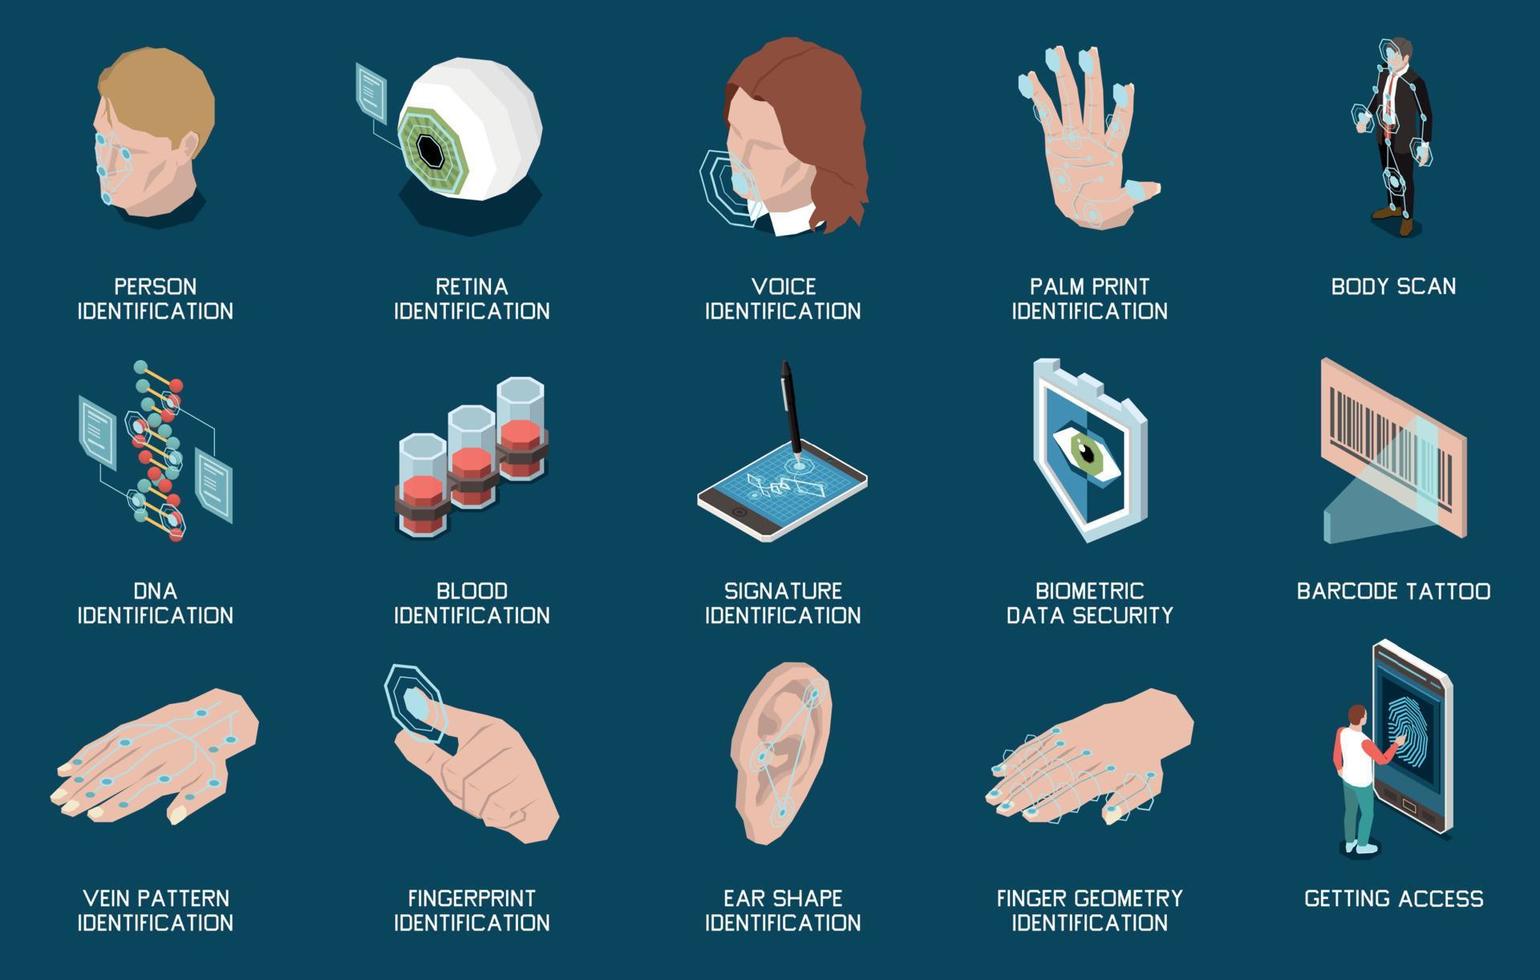 PERSON
IDENTIFICATION
RETINA
IDENTIFICATION
VOICE
IDENTIFICATION
PALM PRINT
IDENTIFICATION
BODY SCAN
DNA
IDENTIFICATION
BLOOD
IDENTIFICATION
SIGNATURE
IDENTIFICATION
BIOMETRIC
DATA SECURITY
BARCODE TATTOO
VEIN PATTERN
IDENTIFICATION
FINGERPRINT
IDENTIFICATION
EAR SHAPE
IDENTIFICATION
FINGER GEOMETRY
IDENTIFICATION
GETTING ACCESS